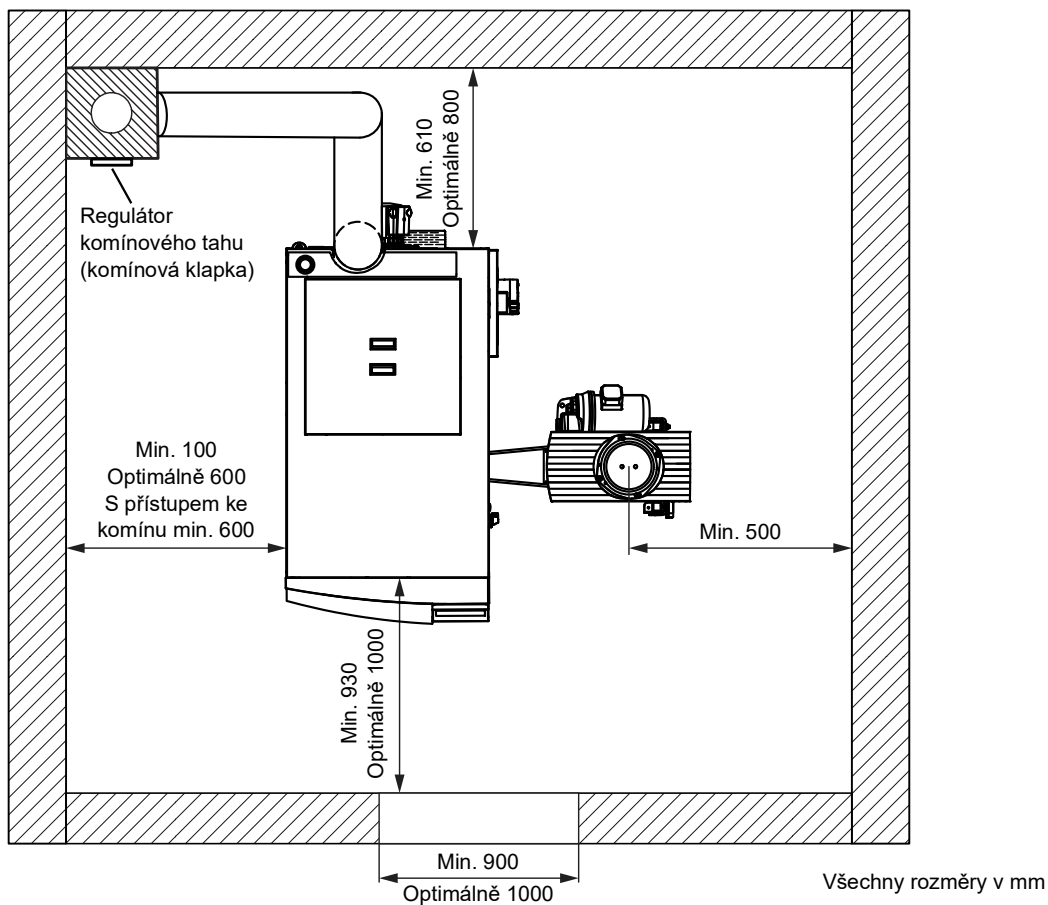 Min. 610
Optimálně 800
Regulátor
komínového tahu
(komínová klapka)
Min. 100
Optimálně 600
S přístupem ke
komínu min. 600
Min. 500
Min. 930
Optimálně 1000
Min. 900
Optimálně 1000
Všechny rozměry v mm